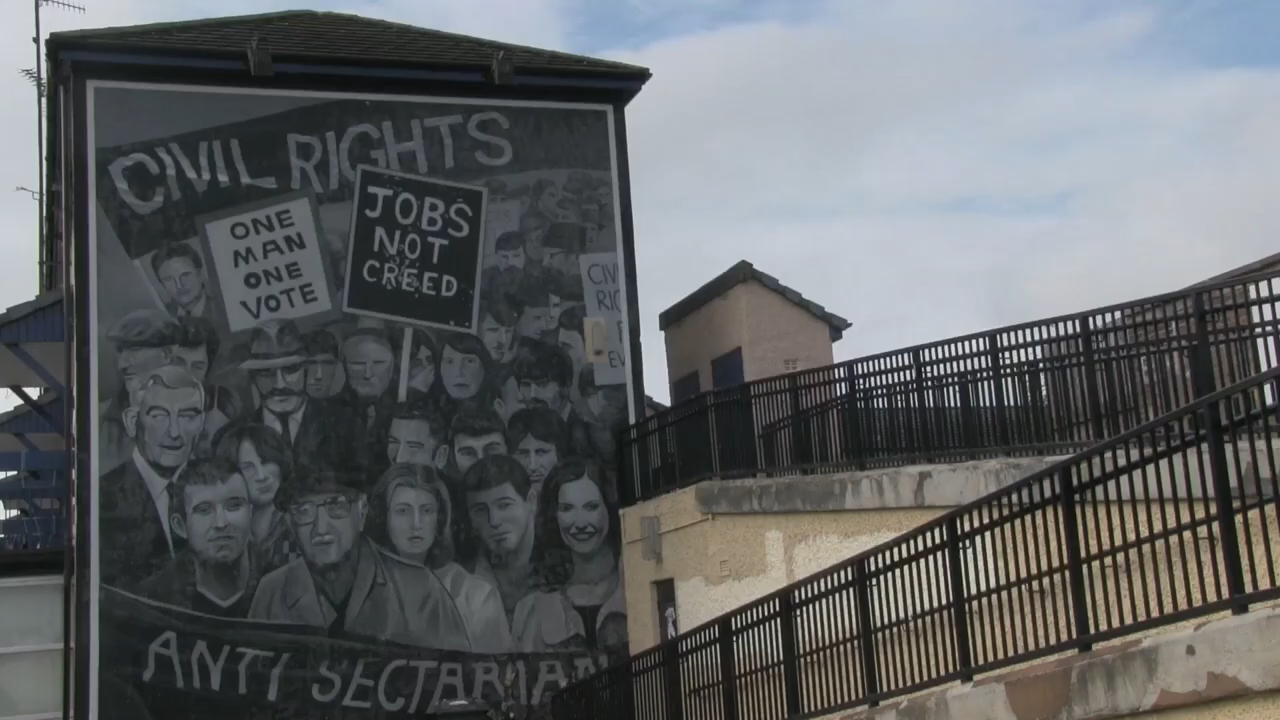 CIVIL RIGHTS
ONE
MAN
ONE
VOTE
JOBS
NOT
CREED
ANTI SECTARIAN